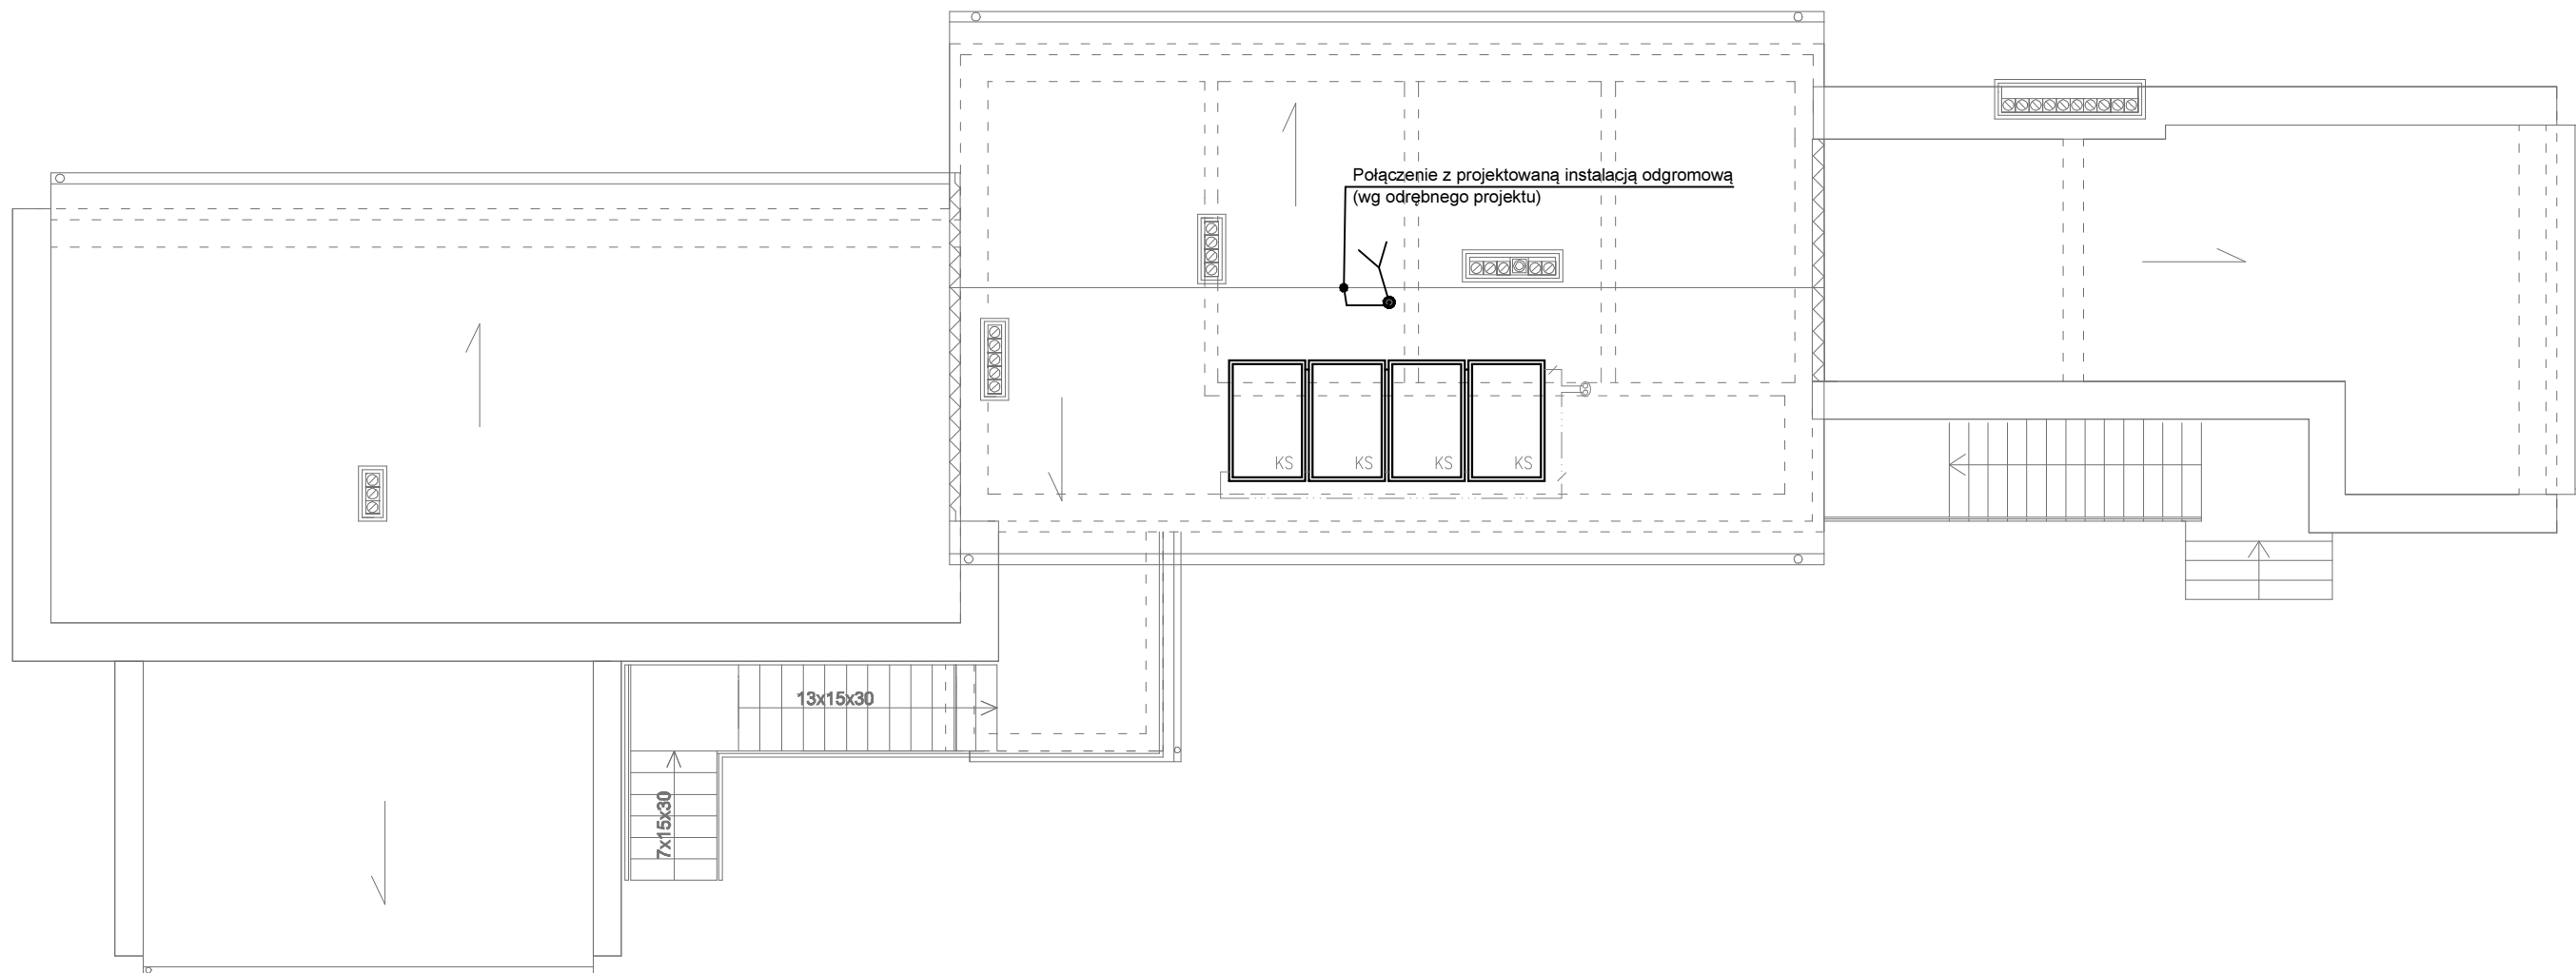 Połączenie z projektowaną instalacją odgromową
(wg odrębnego projektu)
KS KS KS KS
13x15x30
7x15x30